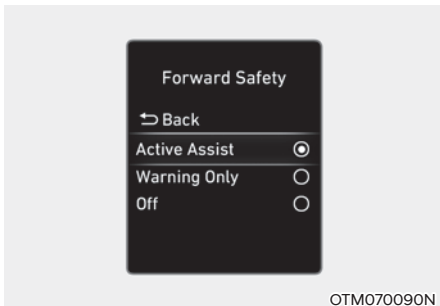 Forward Safety
Back
Active Assist
Warning Only
Off
OTM070090N